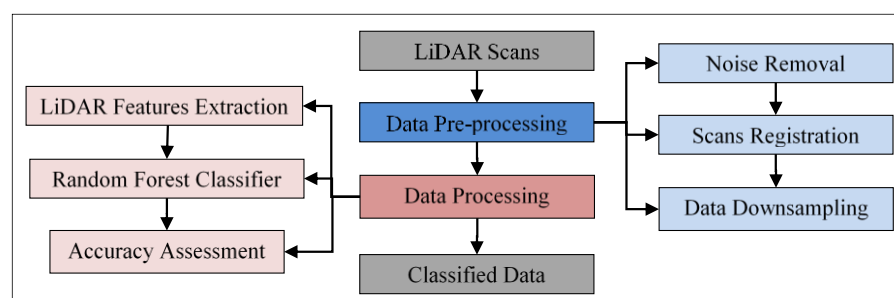 LiDAR Scans
Noise Removal
LiDAR Features Extraction
Data Pre-processing
Scans Registration
Random Forest Classifier
Data Processing
Data Downsampling
Accuracy Assessment
Classified Data